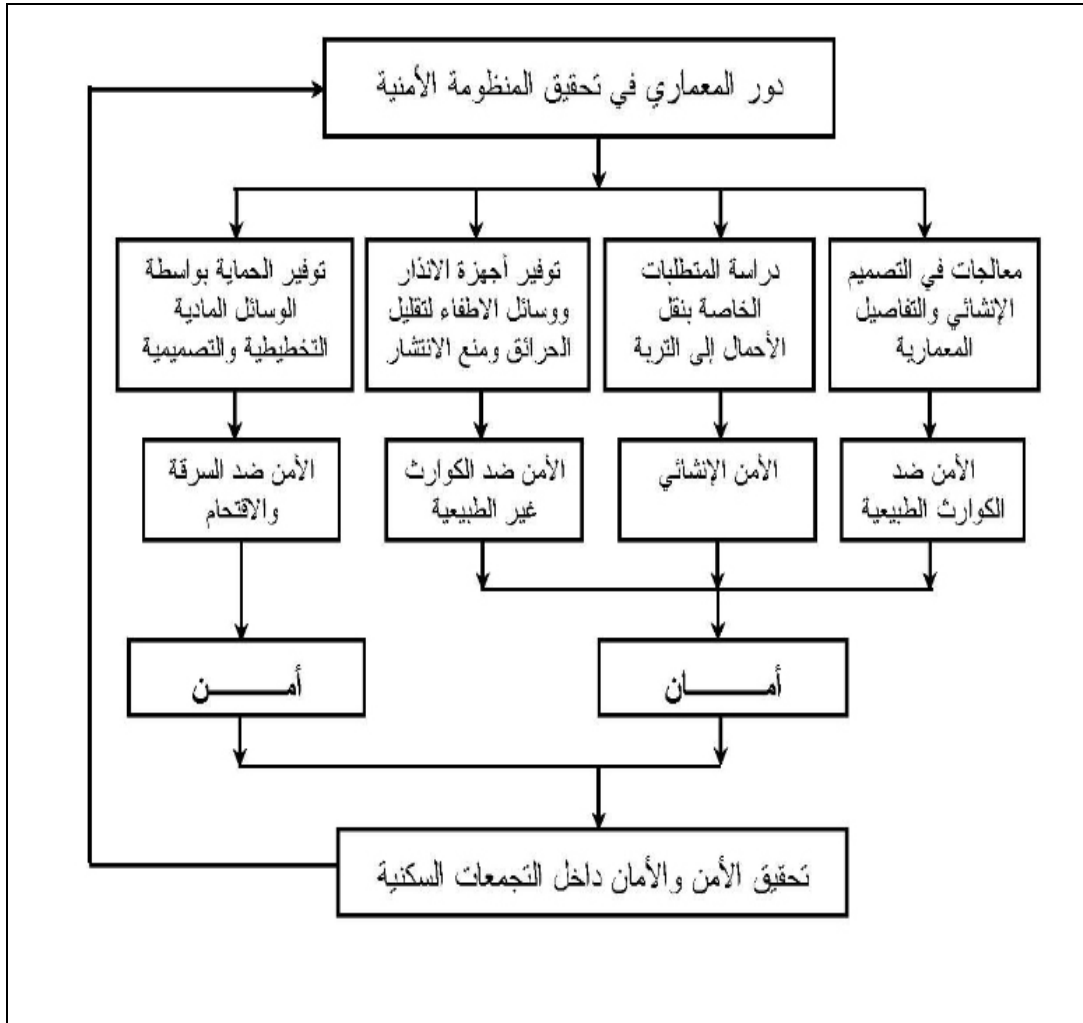 دور المعماري في تحقيق المنظومة الأمنية
معالجات في التصميم
الإنشائي والتفاصيل
المعمارية
دراسة المتطلبات
الخاصة بنقل
الأحمال إلى التربة
توفير أجهزة الانذار
ووسائل الاطفاء لتقليل
الحرائق ومنع الانتشار
توفير الحماية بواسطة
الوسائل المادية
التخطيطية والتصميمية
الأمن ضد
الكوارث الطبيعية
الأمن الإنشائي
الأمن ضد الكوارث
غير الطبيعية
الأمن ضد السرقة
والاقتحام
أمـــــــان
أمـــــــن
تحقيق الأمن والأمان داخل التجمعات السكنية